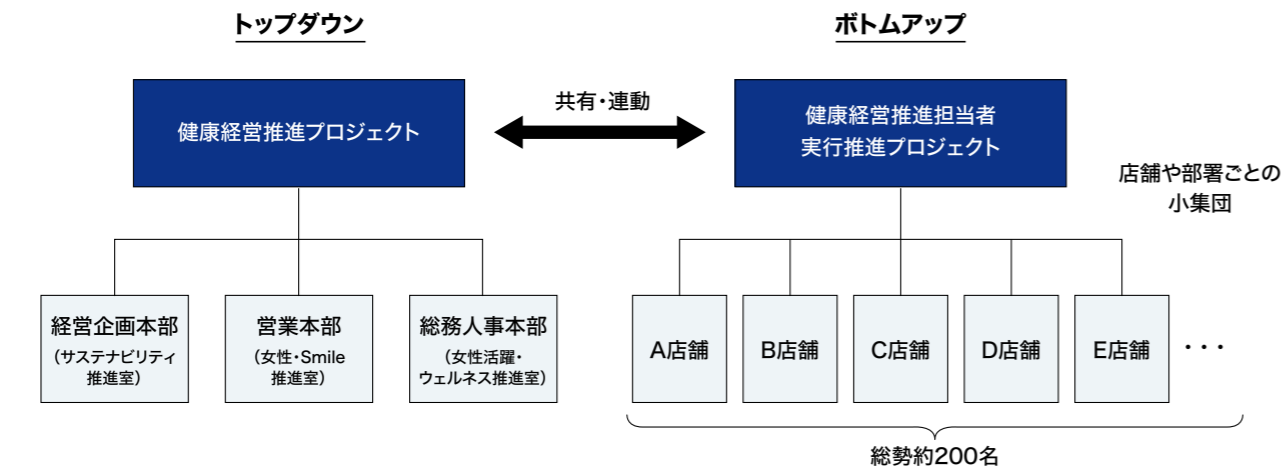 トップダウン
健康経営推進プロジェクト
経営企画本部
（サステナビリティ
推進室）
営業本部
（女性・Smile
推進室）
総務人事本部
（女性活躍・
ウェルネス推進室）
共有・連動
ボトムアップ
健康経営推進担当者
実行推進プロジェクト
店舗や部署ごとの
小集団
A店舗
B店舗
C店舗
D店舗
E店舗
・・・
総勢約200名